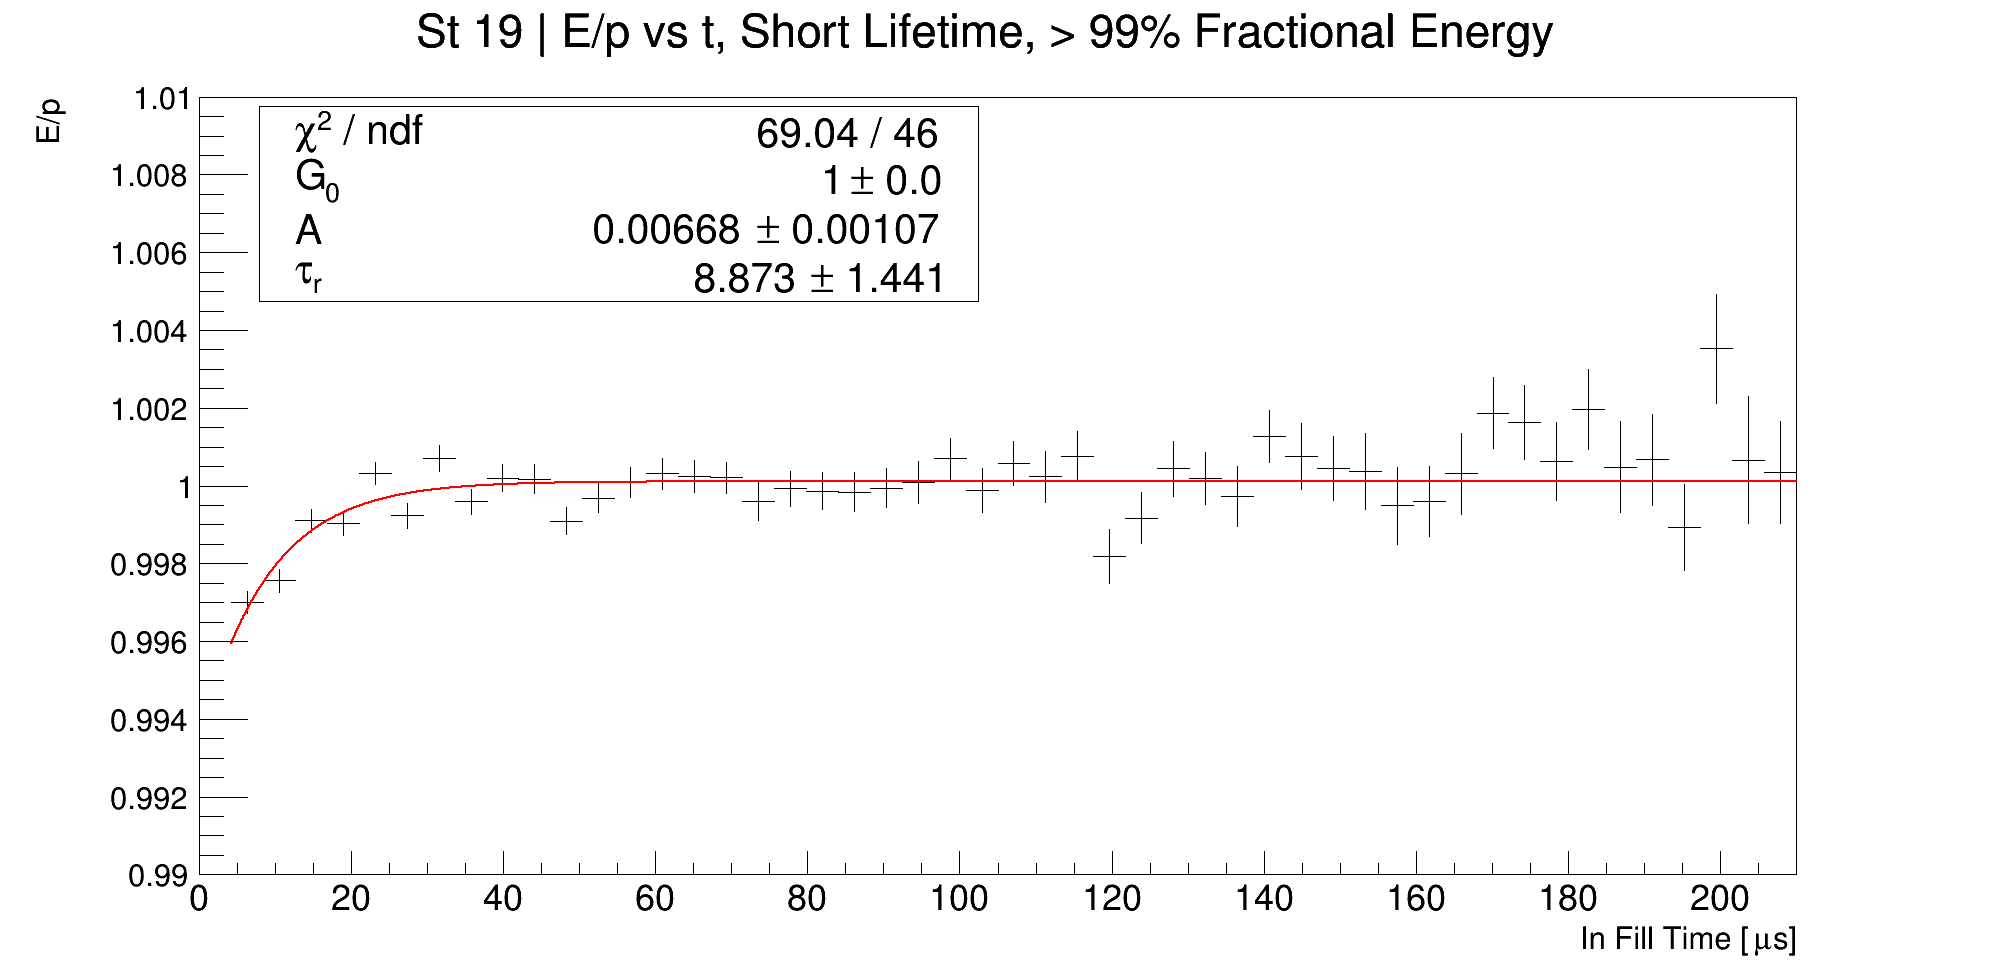 St 19 | E/p vs t, Short Lifetime, > 99% Fractional Energy
E/p
1.01
1.008
1.006
1.004
1.002
1
0.998
0.996
0.994
0.992
0.99
χ² / ndf 69.04 / 46
G₀ 1 ± 0.0
A 0.00668 ± 0.00107
τᵣ 8.873 ± 1.441
0 20 40 60 80 100 120 140 160 180 200
In Fill Time [μs]